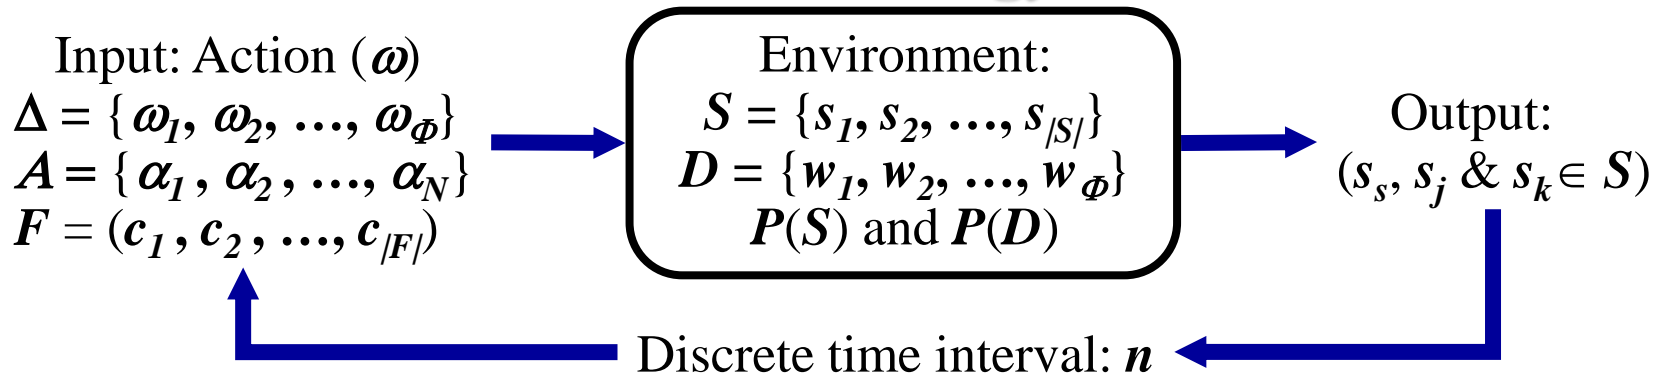 Input: Action (ω)
Δ = {ω1, ω2, …, ωΦ}
A = {α1, α2, …, αN}
F = (c1, c2, …, c|F|)
Environment:
S = {s1, s2, …, s|S|}
D = {w1, w2, …, wΦ}
P(S) and P(D)
Output:
(ss, sj & sk ∈ S)
Discrete time interval: n